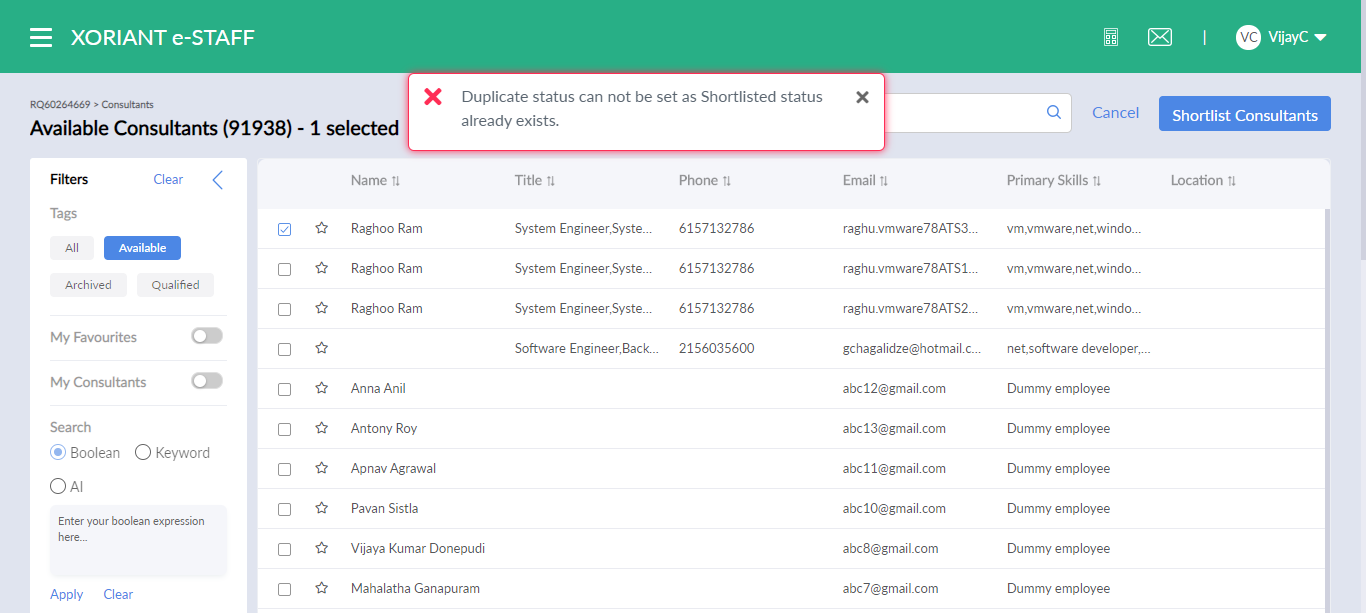 XORIANT e-STAFF
VC VijayC
RQ60264669 > Consultants
Available Consultants (91938) - 1 selected
Duplicate status can not be set as Shortlisted status
already exists.
Cancel
Shortlist Consultants
Filters Clear
Tags
All Available
Archived Qualified
My Favourites
My Consultants
Search
Boolean Keyword
AI
Enter your boolean expression
here...
Apply Clear
Name Title Phone Email Primary Skills Location
Raghoo Ram System Engineer,Syste... 6157132786 raghu.vmware78ATS3... vm,vmware,net,windo...
Raghoo Ram System Engineer,Syste... 6157132786 raghu.vmware78ATS1... vm,vmware,net,windo...
Raghoo Ram System Engineer,Syste... 6157132786 raghu.vmware78ATS2... vm,vmware,net,windo...
Software Engineer,Back... 2156035600 gchagalidze@hotmail.c... net,software developer,...
Anna Anil abc12@gmail.com Dummy employee
Antony Roy abc13@gmail.com Dummy employee
Apnav Agrawal abc11@gmail.com Dummy employee
Pavan Sistla abc10@gmail.com Dummy employee
Vijaya Kumar Donepudi abc8@gmail.com Dummy employee
Mahalatha Ganapuram abc7@gmail.com Dummy employee